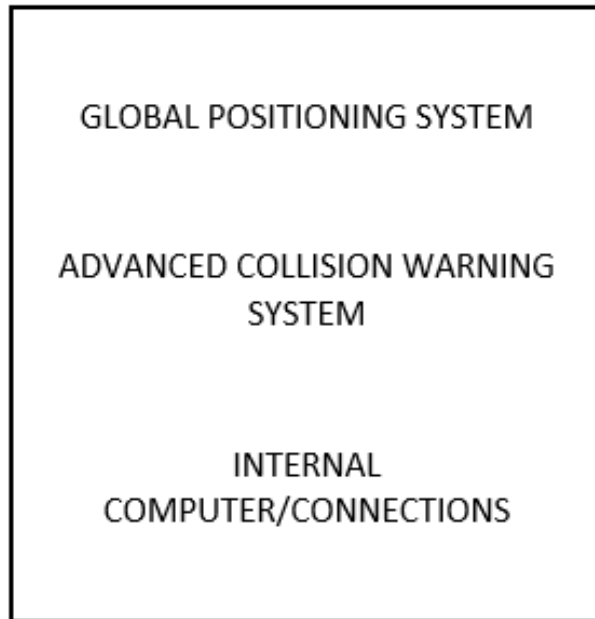 GLOBAL POSITIONING SYSTEM
ADVANCED COLLISION WARNING
SYSTEM
INTERNAL
COMPUTER/CONNECTIONS